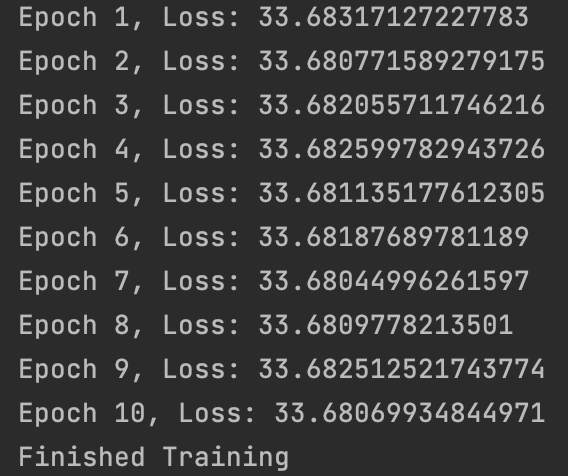 Epoch 1, Loss: 33.68317127227783
Epoch 2, Loss: 33.680771589279175
Epoch 3, Loss: 33.682055711746216
Epoch 4, Loss: 33.682599782943726
Epoch 5, Loss: 33.681135177612305
Epoch 6, Loss: 33.68187689781189
Epoch 7, Loss: 33.68044996261597
Epoch 8, Loss: 33.6809778213501
Epoch 9, Loss: 33.682512521743774
Epoch 10, Loss: 33.68069934844971
Finished Training